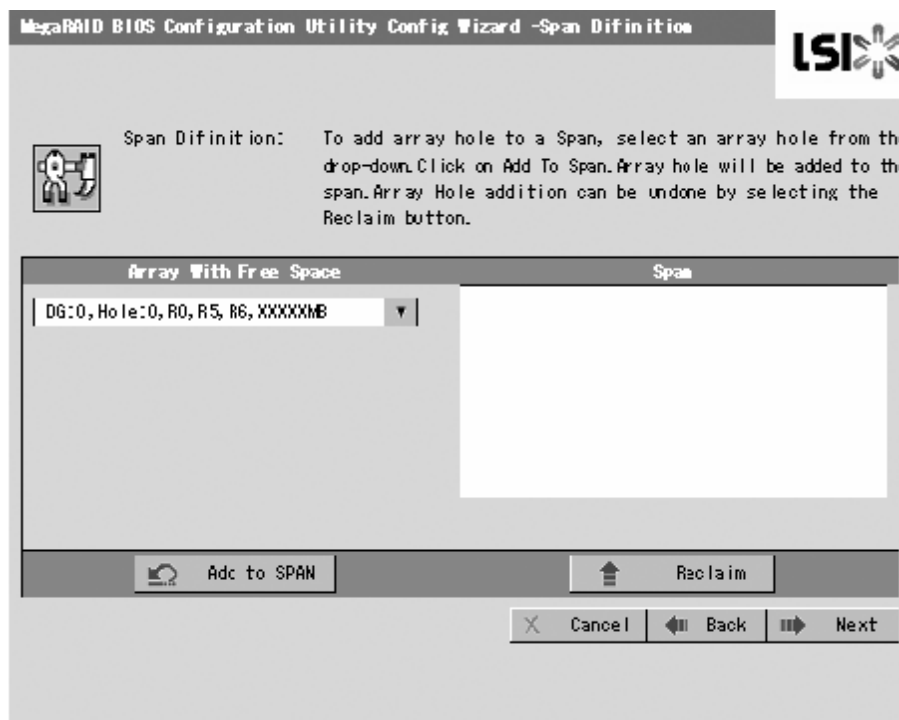 MegaRAID BIOS Configuration Utility Config Wizard -Span Difinition
LSI
Span Difinition:
To add array hole to a Span, select an array hole from th
drop-down.Click on Add To Span.Array hole will be added to th
span.Array Hole addition can be undone by selecting the
Reclaim button.
Array With Free Space
Span
DG:0,Hole:0,R0,R5,R6,XXXXXMB
Add to SPAN
Reclaim
Cancel
Back
Next